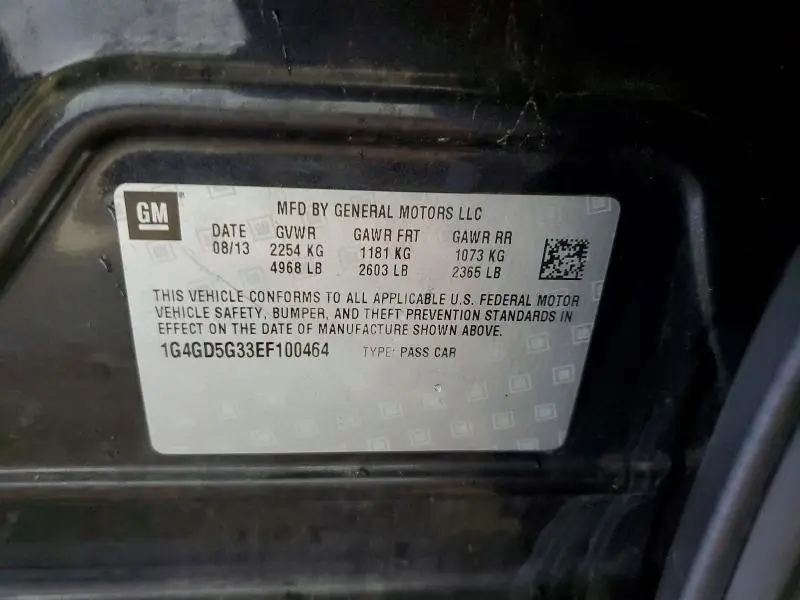 GM
MFD BY GENERAL MOTORS LLC
DATE GVWR GAWR FRT GAWR RR
08/13 2254 KG 1181 KG 1073 KG
4968 LB 2603 LB 2365 LB
THIS VEHICLE CONFORMS TO ALL APPLICABLE U.S. FEDERAL MOTOR
VEHICLE SAFETY, BUMPER, AND THEFT PREVENTION STANDARDS IN
EFFECT ON THE DATE OF MANUFACTURE SHOWN ABOVE.
1G4GD5G33EF100464 TYPE: PASS CAR